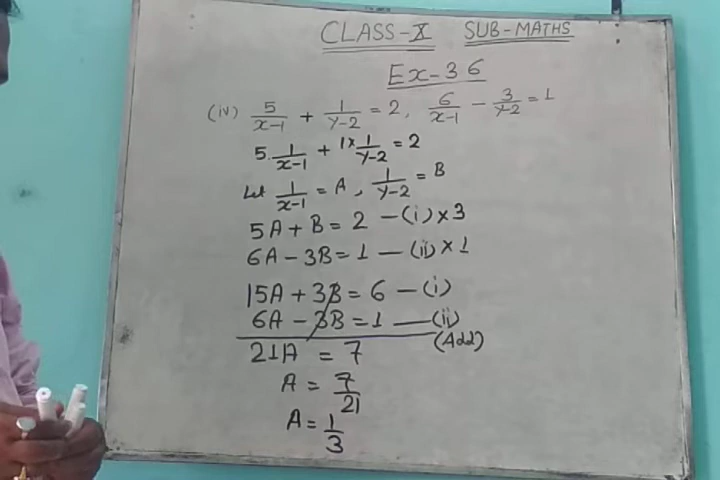 CLASS-X SUB-MATHS
Ex-36
(iv) 5/(x-1) + 1/(y-2) = 2, 6/(x-1) - 3/(y-2) = 1
5. 1/(x-1) + 1× 1/(y-2) = 2
Let 1/(x-1) = A, 1/(y-2) = B
5A + B = 2 -(i)×3
6A - 3B = 1 - (ii)×1
15A + 3B = 6 - (i)
6A - 3B = 1 - (ii)
(Add)
21A = 7
A = 7/21
A = 1/3